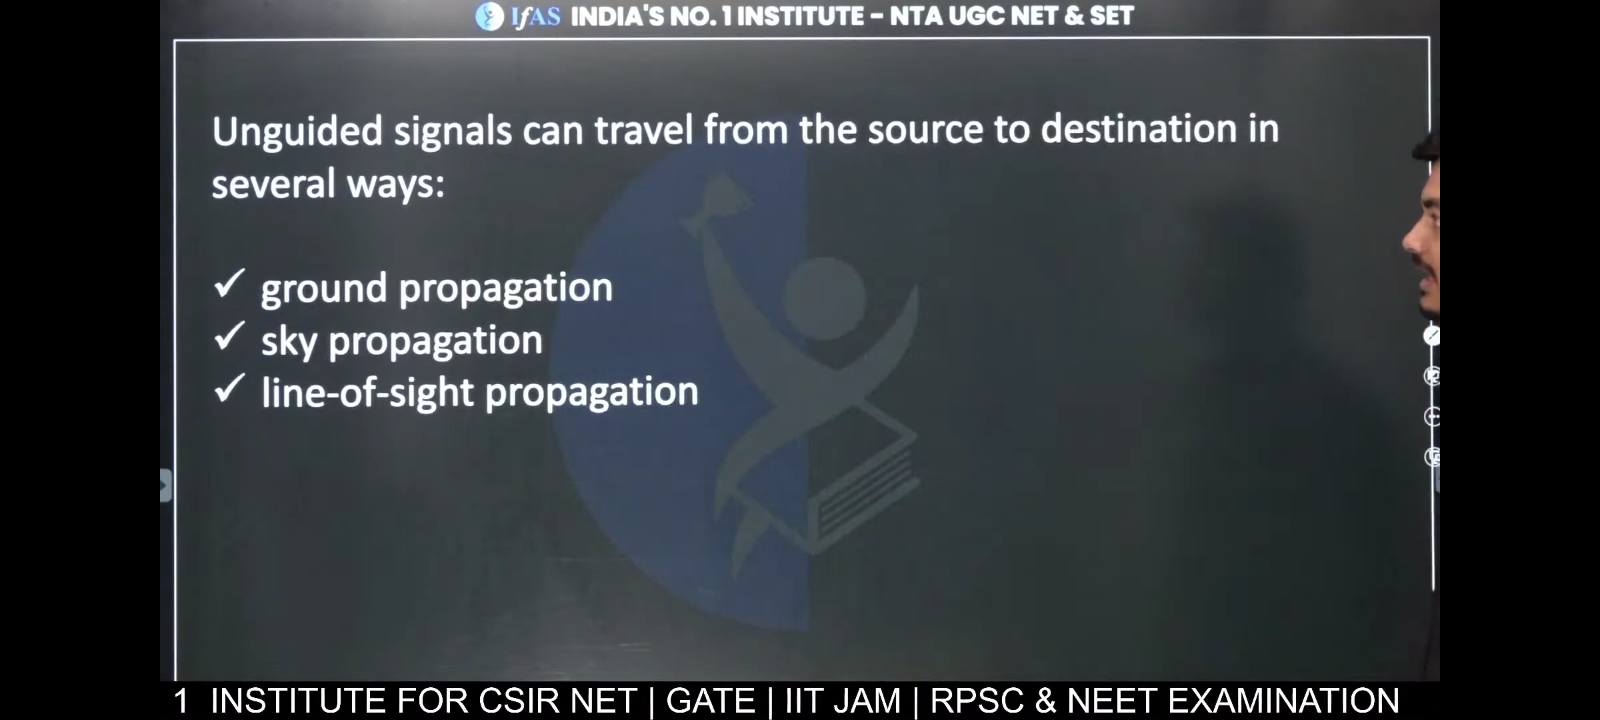 IfAS INDIA'S NO. 1 INSTITUTE – NTA UGC NET & SET
Unguided signals can travel from the source to destination in
several ways:
✓ ground propagation
✓ sky propagation
✓ line-of-sight propagation
1 INSTITUTE FOR CSIR NET | GATE | IIT JAM | RPSC & NEET EXAMINATION